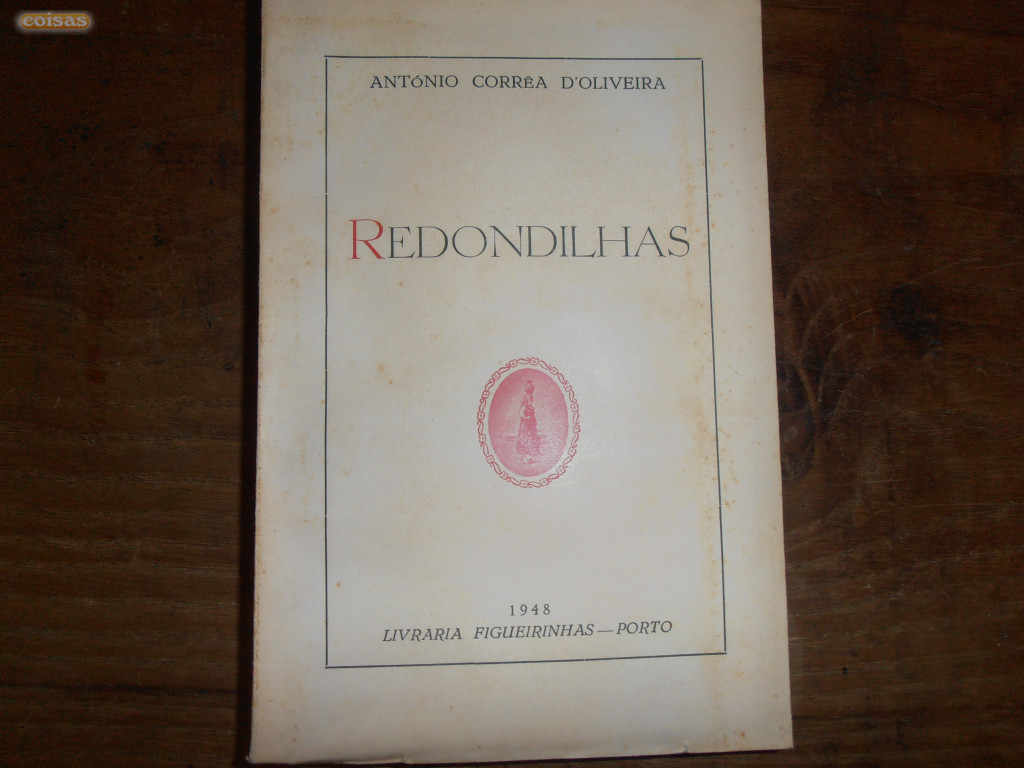 coisas
ANTÓNIO CORRÊA D'OLIVEIRA
REDONDILHAS
1948
LIVRARIA FIGUEIRINHAS — PORTO